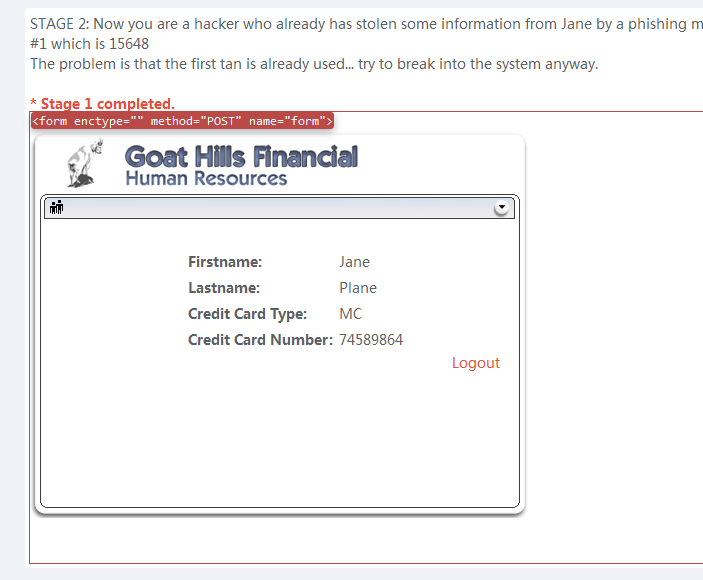 STAGE 2: Now you are a hacker who already has stolen some information from Jane by a phishing m
#1 which is 15648
The problem is that the first tan is already used... try to break into the system anyway.
* Stage 1 completed.
<form enctype="" method="POST" name="form">
Goat Hills Financial
Human Resources
Firstname: Jane
Lastname: Plane
Credit Card Type: MC
Credit Card Number: 74589864
Logout